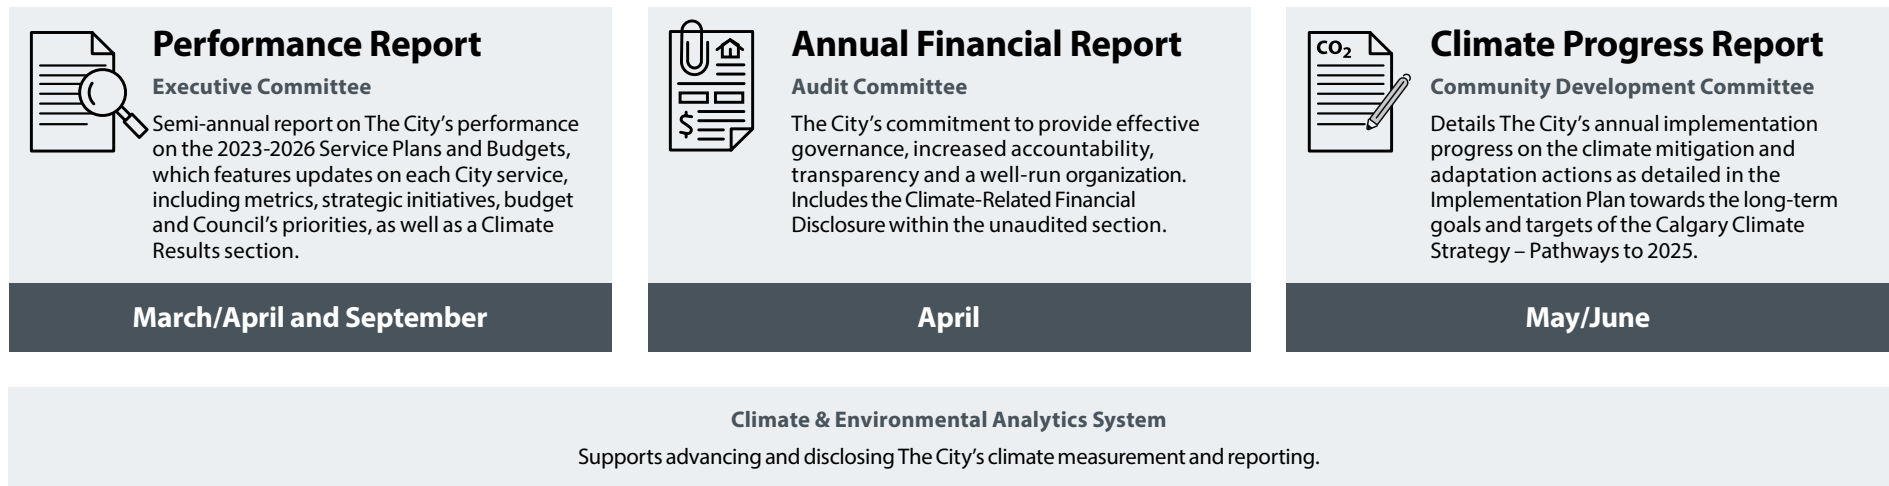 Performance Report
Executive Committee
Semi-annual report on The City's performance
on the 2023-2026 Service Plans and Budgets,
which features updates on each City service,
including metrics, strategic initiatives, budget
and Council's priorities, as well as a Climate
Results section.
March/April and September
$
Annual Financial Report
Audit Committee
The City's commitment to provide effective
governance, increased accountability,
transparency and a well-run organization.
Includes the Climate-Related Financial
Disclosure within the unaudited section.
April
CO₂
Climate Progress Report
Community Development Committee
Details The City's annual implementation
progress on the climate mitigation and
adaptation actions as detailed in the
Implementation Plan towards the long-term
goals and targets of the Calgary Climate
Strategy – Pathways to 2025.
May/June
Climate & Environmental Analytics System
Supports advancing and disclosing The City's climate measurement and reporting.